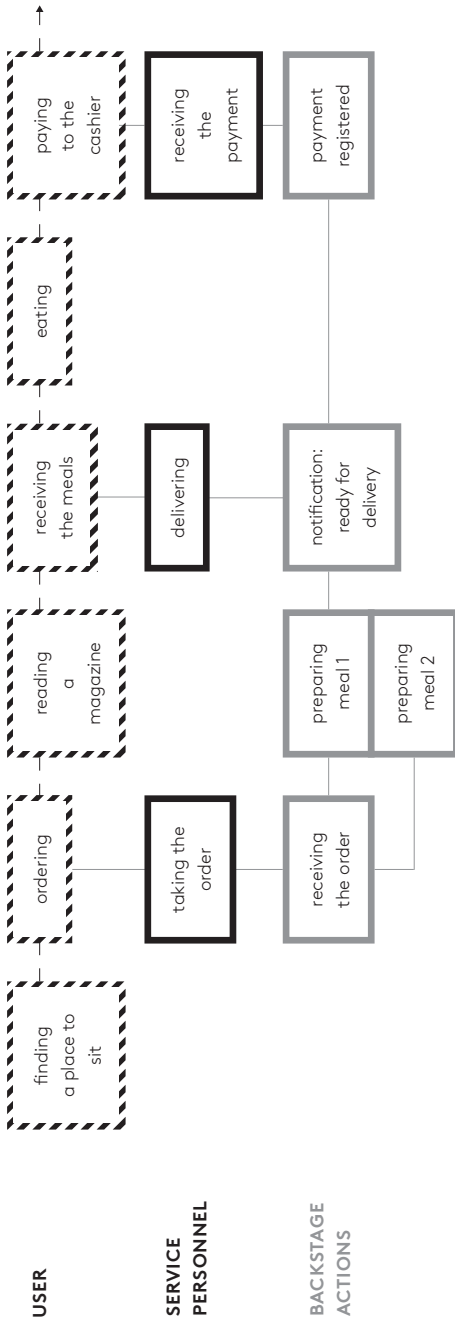 USER
finding
a place to
sit
ordering
reading
a
magazine
receiving
the meals
eating
paying
to the
cashier
SERVICE
PERSONNEL
taking the
order
delivering
receiving
the
payment
BACKSTAGE
ACTIONS
receiving
the order
preparing
meal 1
preparing
meal 2
notification:
ready for
delivery
payment
registered